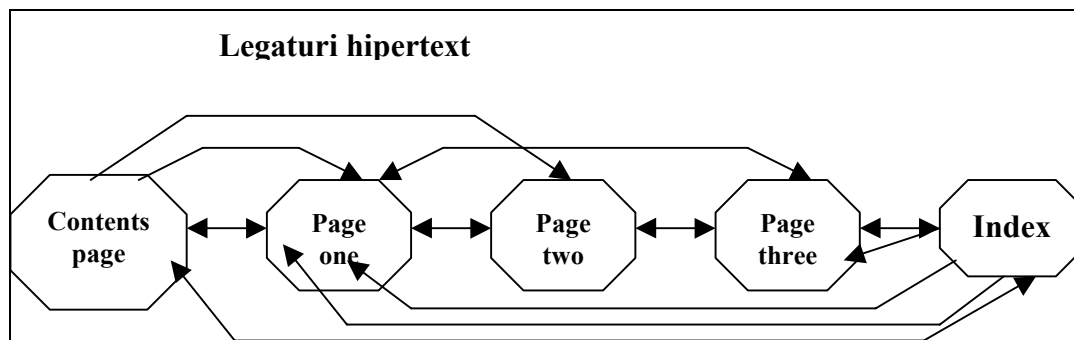 Legaturi hipertext
Contents
page
Page
one
Page
two
Page
three
Index